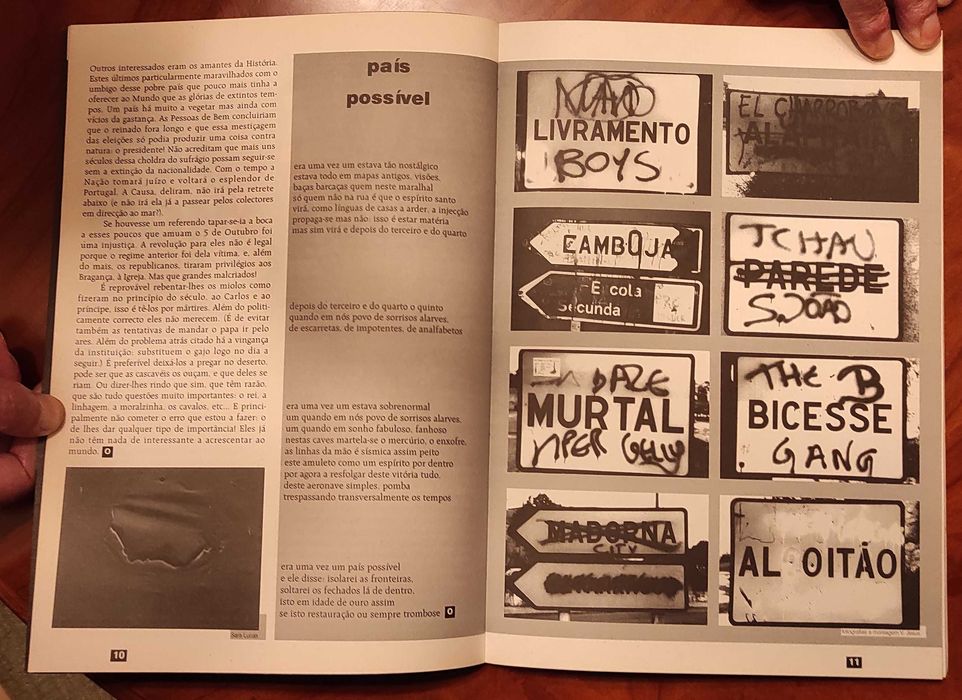 Outros interessados eram os amantes da História.
Estes últimos particularmente maravilhados com o
umbigo desse pobre país que pouco mais tinha a
oferecer ao Mundo que as glórias de extintos tem-
pos. Um país há muito a vegetar mas ainda com
vícios da gastança. As Pessoas de Bem concluiriam
que o reinado fora longo e que essa mestiçagem
das eleições só podia produzir uma coisa contra
natura: o presidente! Não acreditam que mais uns
séculos dessa choldra do sufrágio possam seguir-se
sem a extinção da nacionalidade. Com o tempo a
Nação tomará juízo e voltará o esplendor de
Portugal. A Causa, deliram, não irá pela retrete
abaixo (e não irá ela já a passear pelos colectores
em direcção ao mar?).
Se houvesse um referendo tapar-se-ia a boca
a esses poucos que amuam o 5 de Outubro foi
uma injustiça. A revolução para eles não é legal
porque o regime anterior foi dela vítima, e, além
do mais, os republicanos, tiraram privilégios aos
Bragança, à Igreja. Mas que grandes malcriados!
É reprovável rebentar-lhes os miolos como
fizeram no princípio do século, ao Carlos e ao
príncipe, isso é tê-los por mártires. Além do politi-
camente correcto eles não merecem. (É de evitar
também as tentativas de mandar o papa ir pelo
ares. Além do problema atrás citado há a vingança
da instituição: substituem o gajo logo no dia a
seguir.) É preferível deixá-los a pregar no deserto,
pode ser que as cascavéis os ouçam, e que deles se
riam. Ou dizer-lhes rindo que sim, que têm razão,
que são tudo questões muito importantes: o rei, a
linhagem, a moralzinha, os cavalos, etc... E princi-
palmente não cometer o erro que estou a fazer: o
de lhes dar qualquer tipo de importância! Eles já
não têm nada de interessante a acrescentar ao
mundo. O
Sara Lucas
10
país
possível
era uma vez um estava tão nostálgico
estava todo em mapas antigos, visões,
baças barcaças quem neste maralhal
só quem não na rua é que o espírito santo
virá, como línguas de casas a arder, a injecção
propaga-se mas não: isso é estar matéria
mas sim virá e depois do terceiro e do quarto
depois do terceiro e do quarto o quinto
quando em nós povo de sorrisos alarves,
de escarretas, de impotentes, de analfabetos
era uma vez um estava sobrenormal
um quando em nós povo de sorrisos alarves,
um quando em sonho fabuloso, fanhoso
nestas caves martela-se o mercúrio, o enxofre,
as linhas da mão é sísmica assim peito
este amuleto como um espírito por dentro
por agora a resfolgar deste vitória tudo,
deste aeronave simples, pomba
trespassando transversalmente os tempos
era uma vez um país possível
e ele disse: isolarei as fronteiras,
soltarei os fechados lá de dentro,
isto em idade de ouro assim
se isto restauração ou sempre trombose O
LIVRAMENTO
BOYS
EL
EAMBOJA
Escola
Secunda
TCHAU
PAREDE
S. JOÃO
DAZE
MURTAL
THE B
BICESSE
GANG
MADORNA
CITY
AL OITÃO
fotografias e montagem V. Jesus
11